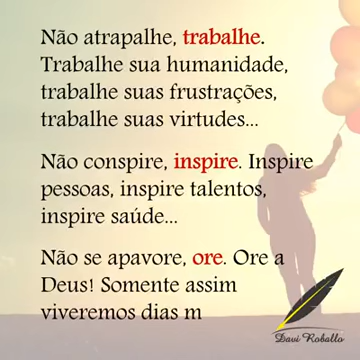 Não atrapalhe, trabalhe.
Trabalhe sua humanidade,
trabalhe suas frustrações,
trabalhe suas virtudes...
Não conspire, inspire. Inspire
pessoas, inspire talentos,
inspire saúde...
Não se apavore, ore. Ore a
Deus! Somente assim
viveremos dias m
Davi Roballo